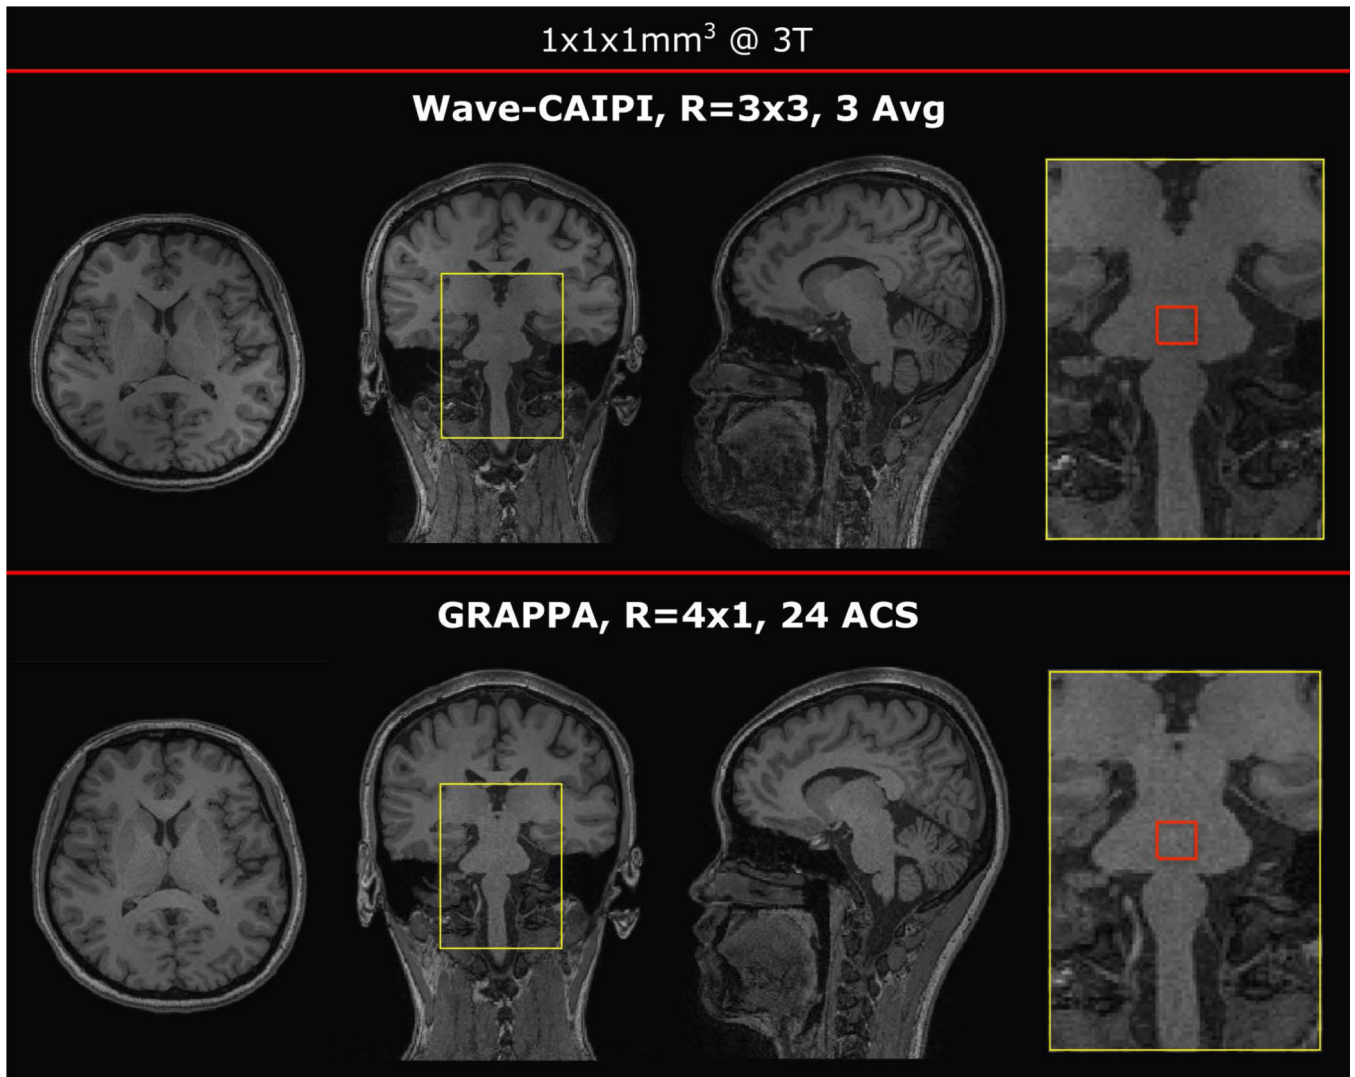 1x1x1mm³ @ 3T
Wave-CAIPI, R=3x3, 3 Avg
GRAPPA, R=4x1, 24 ACS